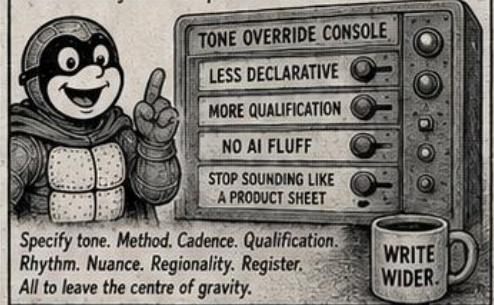 TONE OVERRIDE CONSOLE
LESS DECLARATIVE
MORE QUALIFICATION
NO AI FLUFF
STOP SOUNDING LIKE
A PRODUCT SHEET
Specify tone. Method. Cadence. Qualification.
Rhythm. Nuance. Regionality. Register.
All to leave the centre of gravity.
WRITE
WIDER.